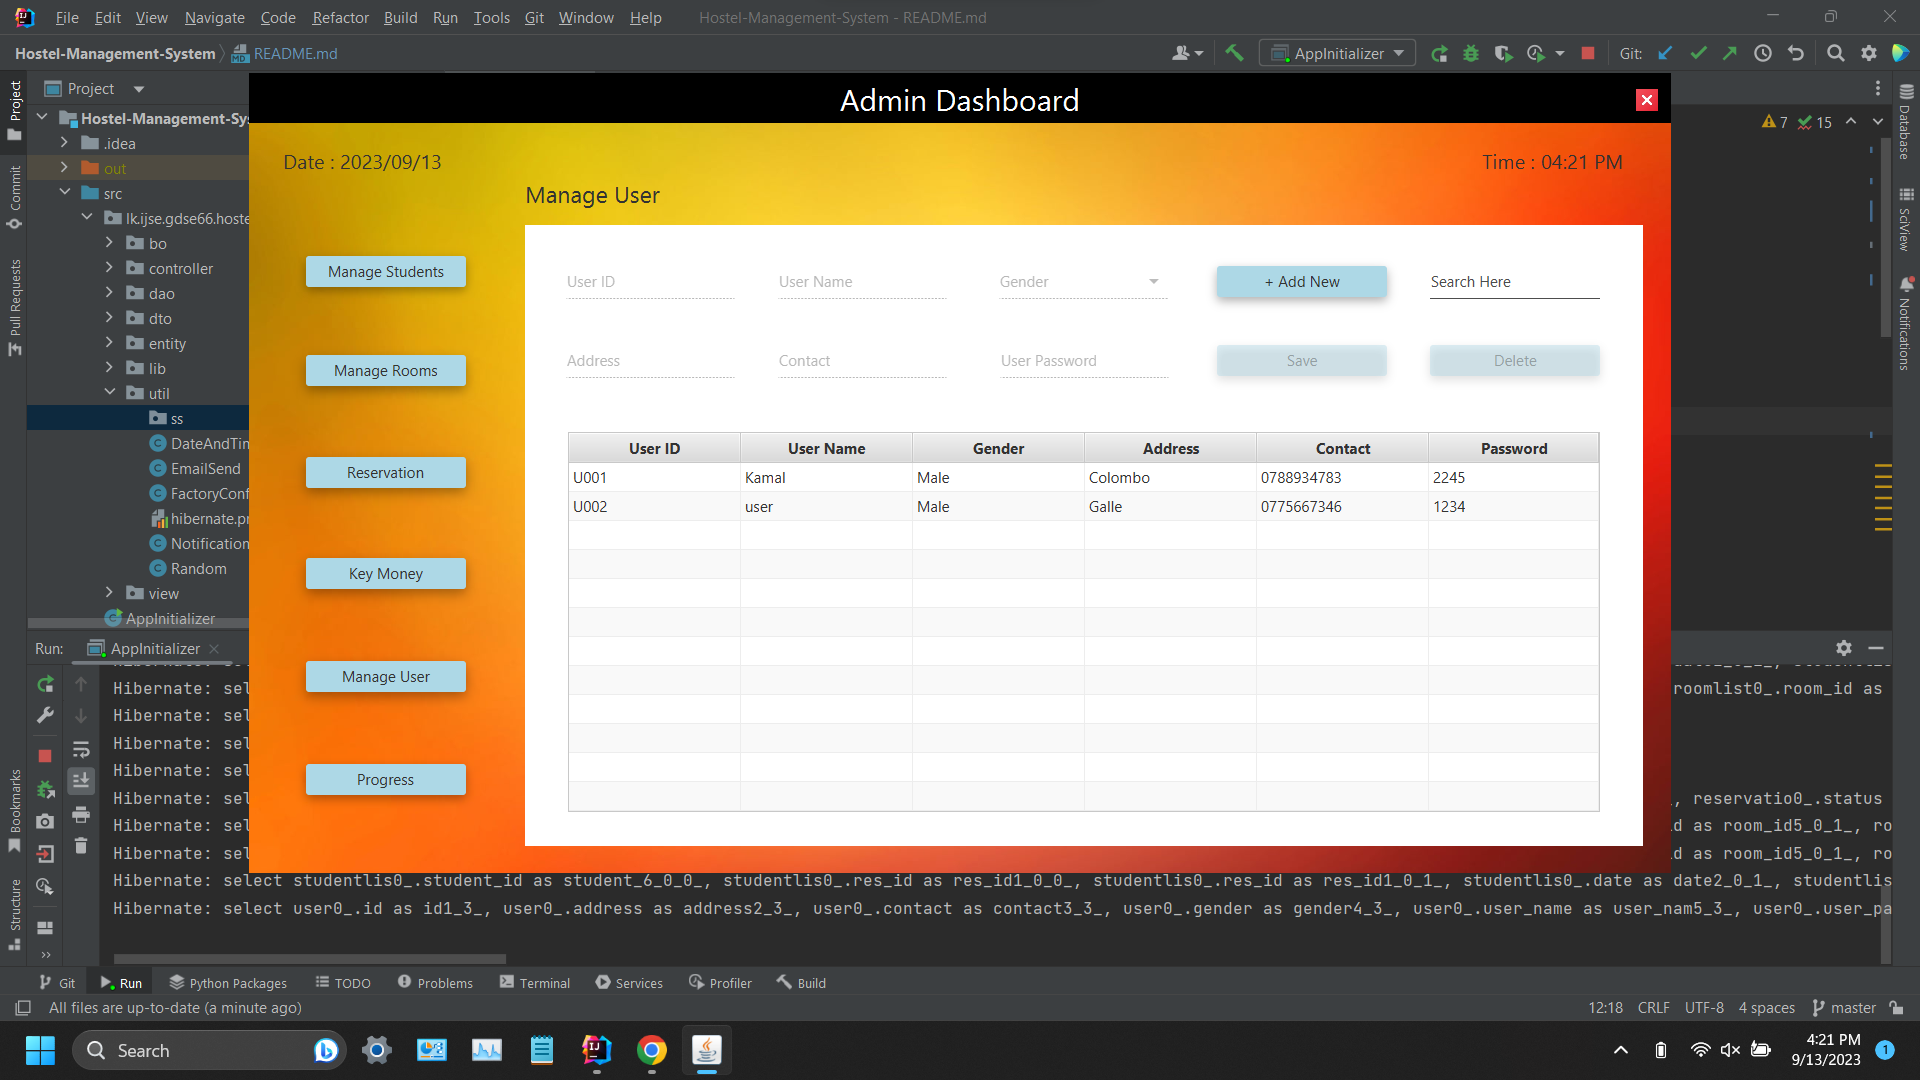 File Edit View Navigate Code Refactor Build Run Tools Git Window Help Hostel-Management-System - README.md
Hostel-Management-System README.md AppInitializer Git:
Project
Admin Dashboard
Hostel-Management-Sy
7 15
.idea
out
src
lk.ijse.gdse66.hoste
bo
controller
dao
dto
entity
lib
util
ss
DateAndTin
EmailSend
FactoryConf
hibernate.pr
Notification
Random
view
AppInitializer
Project
Commit
Pull Requests
Bookmarks
Structure
Database
SciView
Notifications
Date : 2023/09/13 Time : 04:21 PM
Manage User
Manage Students
Manage Rooms
Reservation
Key Money
Manage User
Progress
User ID User Name Gender + Add New Search Here
Address Contact User Password Save Delete
User ID User Name Gender Address Contact Password
U001 Kamal Male Colombo 0788934783 2245
U002 user Male Galle 0775667346 1234
Run: AppInitializer
Hibernate: sel roomlist0_.room_id as
Hibernate: sel
Hibernate: sel
Hibernate: sel
Hibernate: sel , reservatio0_.status
Hibernate: sel d as room_id5_0_1_, ro
Hibernate: sel d as room_id5_0_1_, ro
Hibernate: select studentlis0_.student_id as student_6_0_0_, studentlis0_.res_id as res_id1_0_0_, studentlis0_.res_id as res_id1_0_1_, studentlis0_.date as date2_0_1_, studentlis
Hibernate: select user0_.id as id1_3_, user0_.address as address2_3_, user0_.contact as contact3_3_, user0_.gender as gender4_3_, user0_.user_name as user_nam5_3_, user0_.user_pa
Git Run Python Packages TODO Problems Terminal Services Profiler Build
All files are up-to-date (a minute ago) 12:18 CRLF UTF-8 4 spaces master
Search 4:21 PM
9/13/2023 1